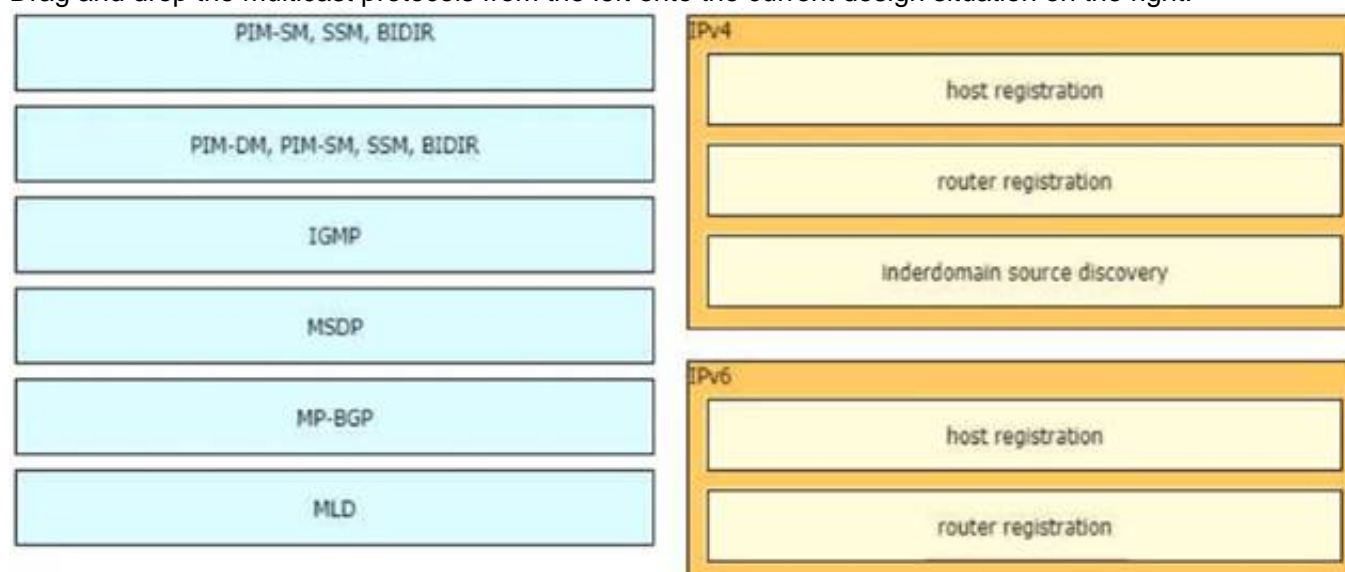 Drag and drop the multicast protocols from the left onto the current design situation on the right.
PIM-SM, SSM, BIDIR
PIM-DM, PIM-SM, SSM, BIDIR
IGMP
MSDP
MP-BGP
MLD
IPv4
host registration
router registration
inderdomain source discovery
IPv6
host registration
router registration